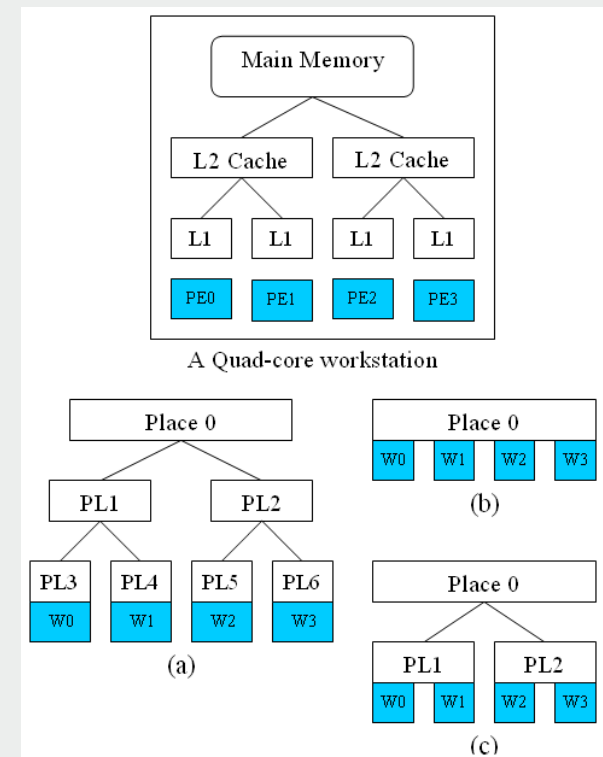 Main Memory
L2 Cache L2 Cache
L1 L1 L1 L1
PE0 PE1 PE2 PE3
A Quad-core workstation
Place 0
PL1 PL2
PL3 PL4 PL5 PL6
W0 W1 W2 W3
(a)
Place 0
W0 W1 W2 W3
(b)
Place 0
PL1 PL2
W0 W1 W2 W3
(c)